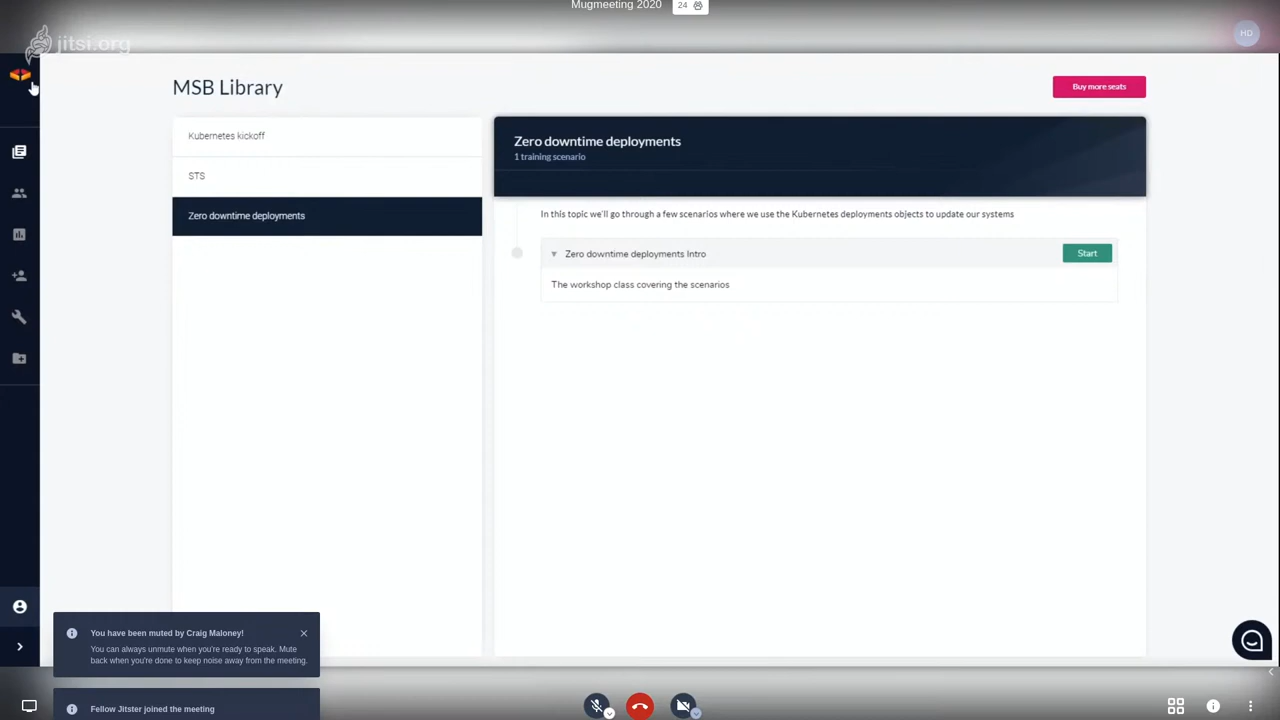 Mugmeeting 2020
24
jitsi.org
HD
MSB Library
Buy more seats
Kubernetes kickoff
STS
Zero downtime deployments
Zero downtime deployments
1 training scenario
In this topic we'll go through a few scenarios where we use the Kubernetes deployments objects to update our systems
Zero downtime deployments Intro
Start
The workshop class covering the scenarios
You have been muted by Craig Maloney!
You can always unmute when you're ready to speak. Mute
back when you're done to keep noise away from the meeting.
Fellow Jitster joined the meeting